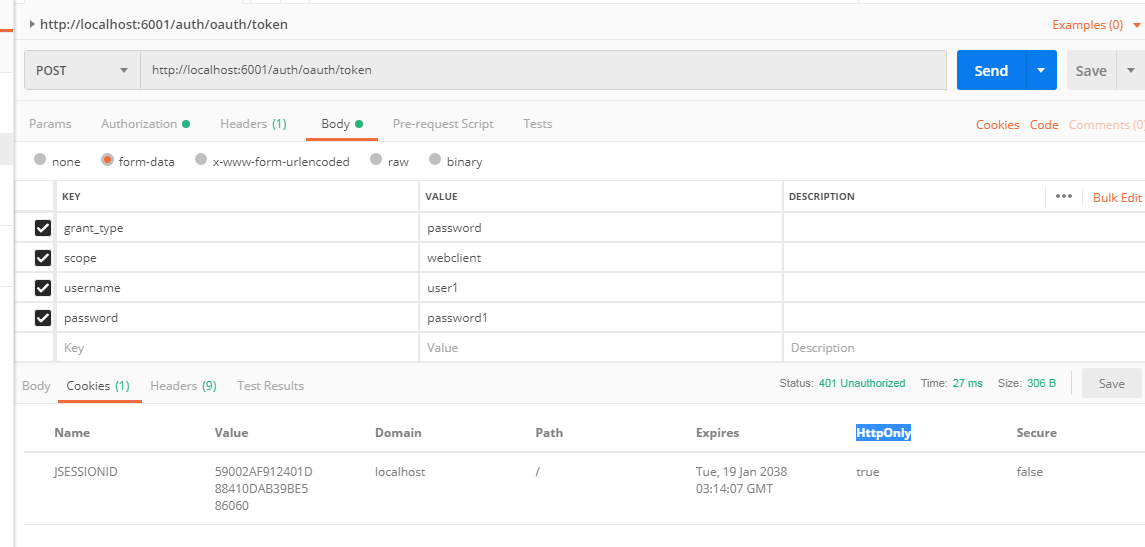 http://localhost:6001/auth/oauth/token Examples (0)
POST http://localhost:6001/auth/oauth/token Send Save
Params Authorization Headers (1) Body Pre-request Script Tests Cookies Code Comments (0)
none form-data x-www-form-urlencoded raw binary
KEY VALUE DESCRIPTION ••• Bulk Edit
grant_type password
scope webclient
username user1
password password1
Key Value Description
Body Cookies (1) Headers (9) Test Results Status: 401 Unauthorized Time: 27 ms Size: 306 B Save
Name Value Domain Path Expires HttpOnly Secure
JSESSIONID 59002AF912401D localhost / Tue, 19 Jan 2038 true false
88410DAB39BE5 03:14:07 GMT
86060